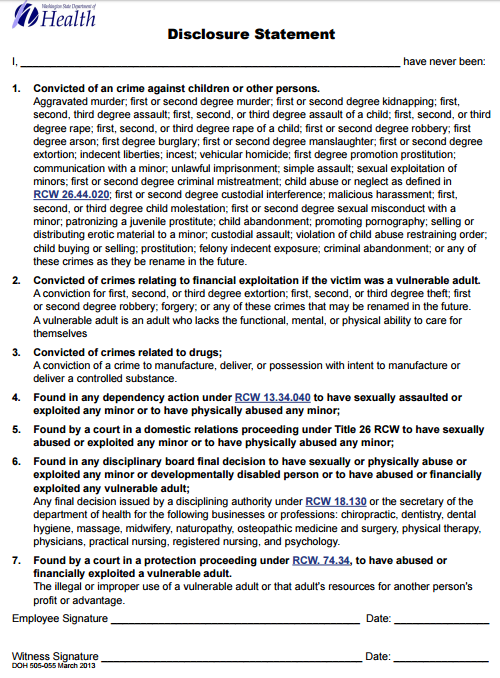 Washington State Department of
Health
Disclosure Statement
I, ________________________________________________ have never been:
1. Convicted of an crime against children or other persons.
Aggravated murder; first or second degree murder; first or second degree kidnapping; first,
second, third degree assault; first, second, or third degree assault of a child; first, second, or third
degree rape; first, second, or third degree rape of a child; first or second degree robbery; first
degree arson; first degree burglary; first or second degree manslaughter; first or second degree
extortion; indecent liberties; incest; vehicular homicide; first degree promotion prostitution;
communication with a minor; unlawful imprisonment; simple assault; sexual exploitation of
minors; first or second degree criminal mistreatment; child abuse or neglect as defined in
RCW 26.44.020; first or second degree custodial interference; malicious harassment; first,
second, or third degree child molestation; first or second degree sexual misconduct with a
minor; patronizing a juvenile prostitute; child abandonment; promoting pornography; selling or
distributing erotic material to a minor; custodial assault; violation of child abuse restraining order;
child buying or selling; prostitution; felony indecent exposure; criminal abandonment; or any of
these crimes as they be rename in the future.
2. Convicted of crimes relating to financial exploitation if the victim was a vulnerable adult.
A conviction for first, second, or third degree extortion; first, second, or third degree theft; first
or second degree robbery; forgery; or any of these crimes that may be renamed in the future.
A vulnerable adult is an adult who lacks the functional, mental, or physical ability to care for
themselves
3. Convicted of crimes related to drugs;
A conviction of a crime to manufacture, deliver, or possession with intent to manufacture or
deliver a controlled substance.
4. Found in any dependency action under RCW 13.34.040 to have sexually assaulted or
exploited any minor or to have physically abused any minor;
5. Found by a court in a domestic relations proceeding under Title 26 RCW to have sexually
abused or exploited any minor or to have physically abused any minor;
6. Found in any disciplinary board final decision to have sexually or physically abuse or
exploited any minor or developmentally disabled person or to have abused or financially
exploited any vulnerable adult;
Any final decision issued by a disciplining authority under RCW 18.130 or the secretary of the
department of health for the following businesses or professions: chiropractic, dentistry, dental
hygiene, massage, midwifery, naturopathy, osteopathic medicine and surgery, physical therapy,
physicians, practical nursing, registered nursing, and psychology.
7. Found by a court in a protection proceeding under RCW. 74.34, to have abused or
financially exploited a vulnerable adult.
The illegal or improper use of a vulnerable adult or that adult's resources for another person's
profit or advantage.
Employee Signature ________________________________ Date: ____________
Witness Signature ________________________________ Date: ____________
DOH 505-055 March 2013